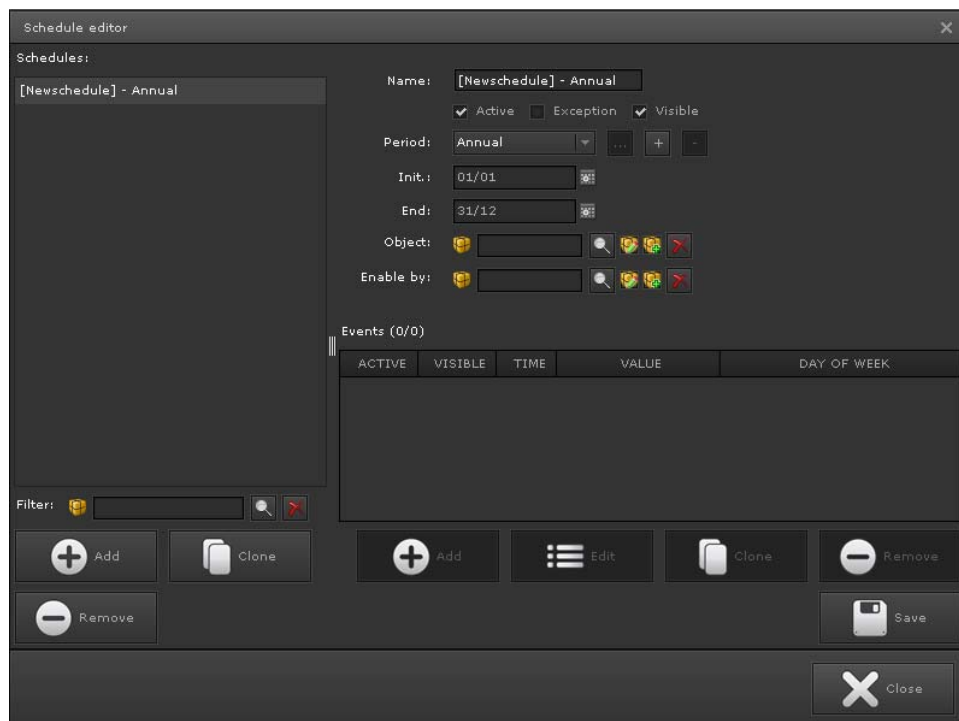 Schedule editor
Schedules:
[Newschedule] - Annual
Name: [Newschedule] - Annual
Active Exception Visible
Period: Annual ... + -
Init.: 01/01
End: 31/12
Object:
Enable by:
Events (0/0)
ACTIVE VISIBLE TIME VALUE DAY OF WEEK
Filter:
Add Clone Add Edit Clone Remove
Remove Save
Close